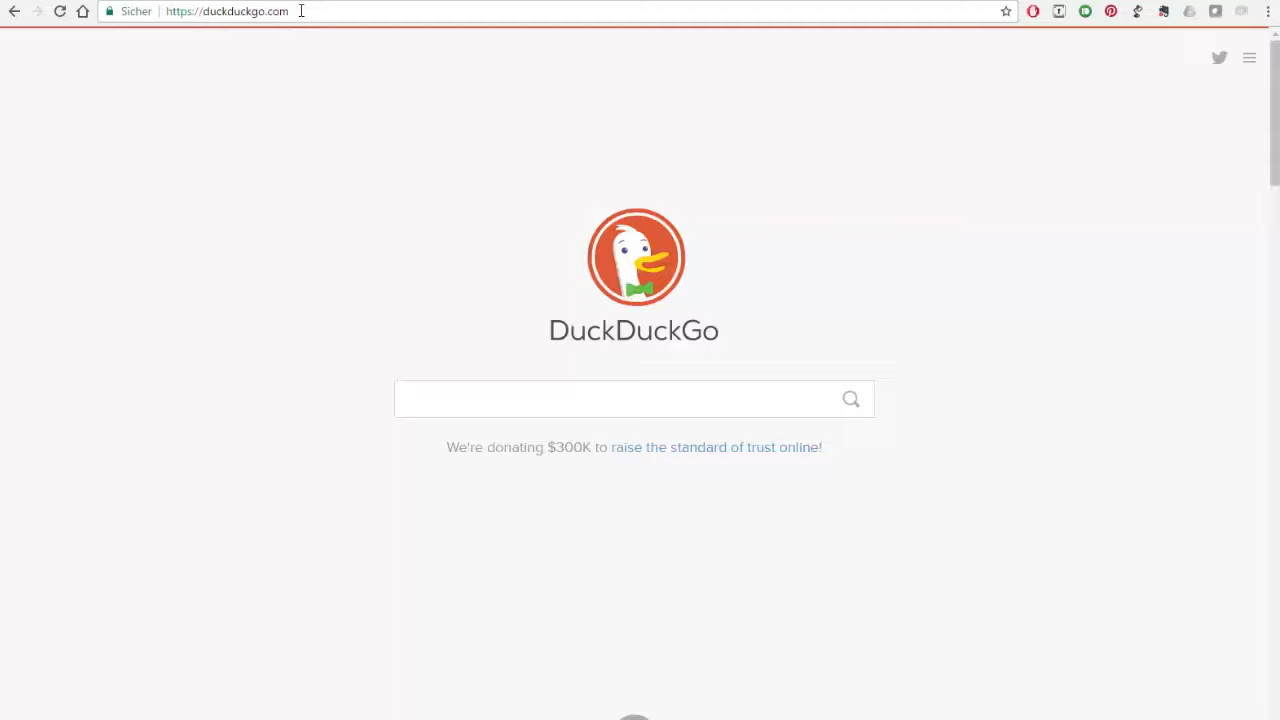 Sicher https://duckduckgo.com
DuckDuckGo
We're donating $300K to raise the standard of trust online!